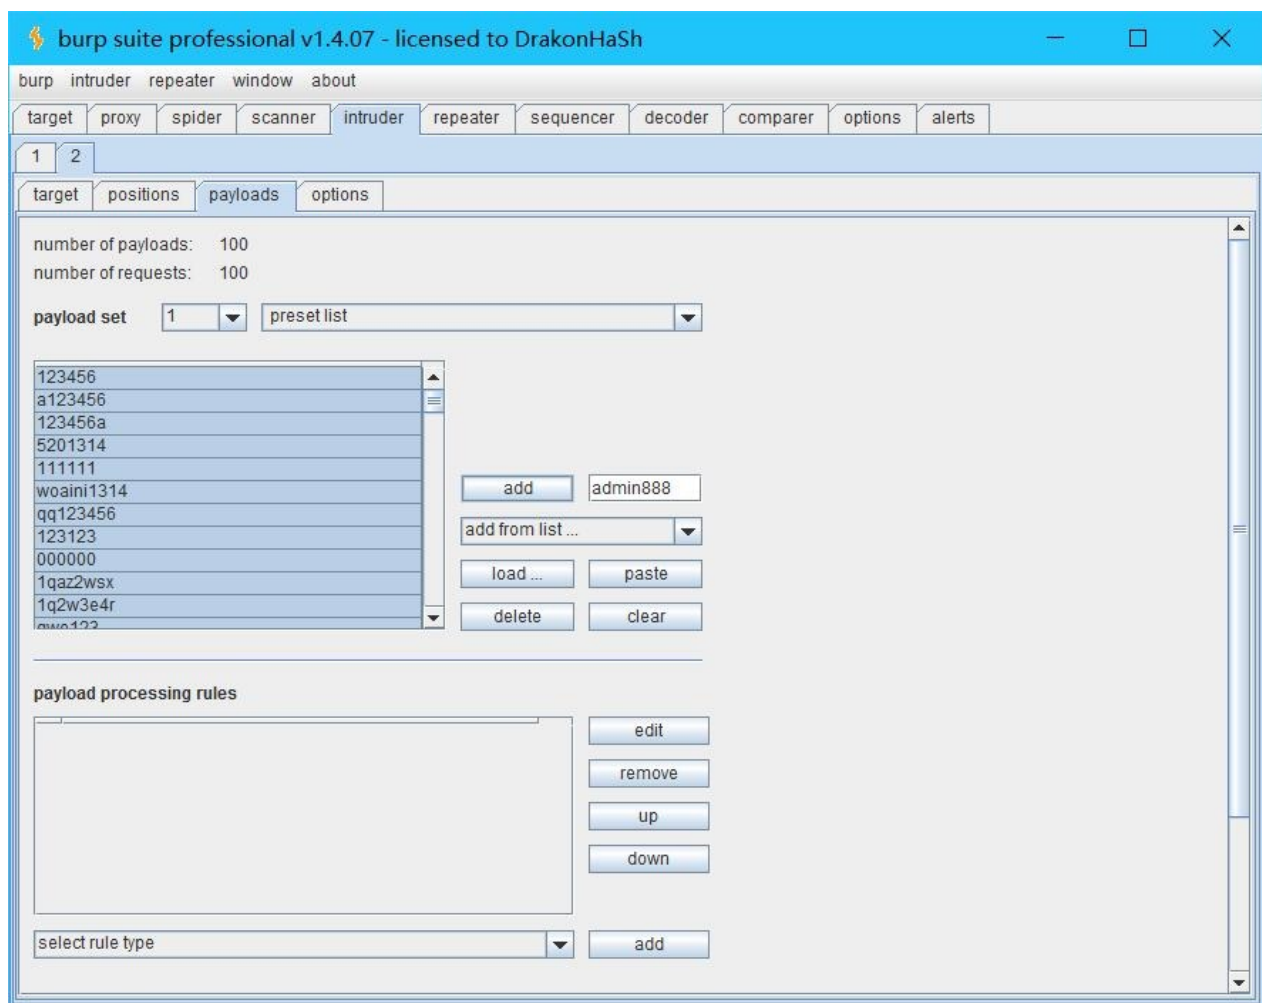 burp suite professional v1.4.07 - licensed to DrakonHaSh
burp intruder repeater window about
target proxy spider scanner intruder repeater sequencer decoder comparer options alerts
1 2
target positions payloads options
number of payloads: 100
number of requests: 100
payload set 1 preset list
123456
a123456
123456a
5201314
111111
woaini1314
qq123456
123123
000000
1qaz2wsx
1q2w3e4r
qwe123
add admin888
add from list ...
load ... paste
delete clear
payload processing rules
edit
remove
up
down
select rule type add